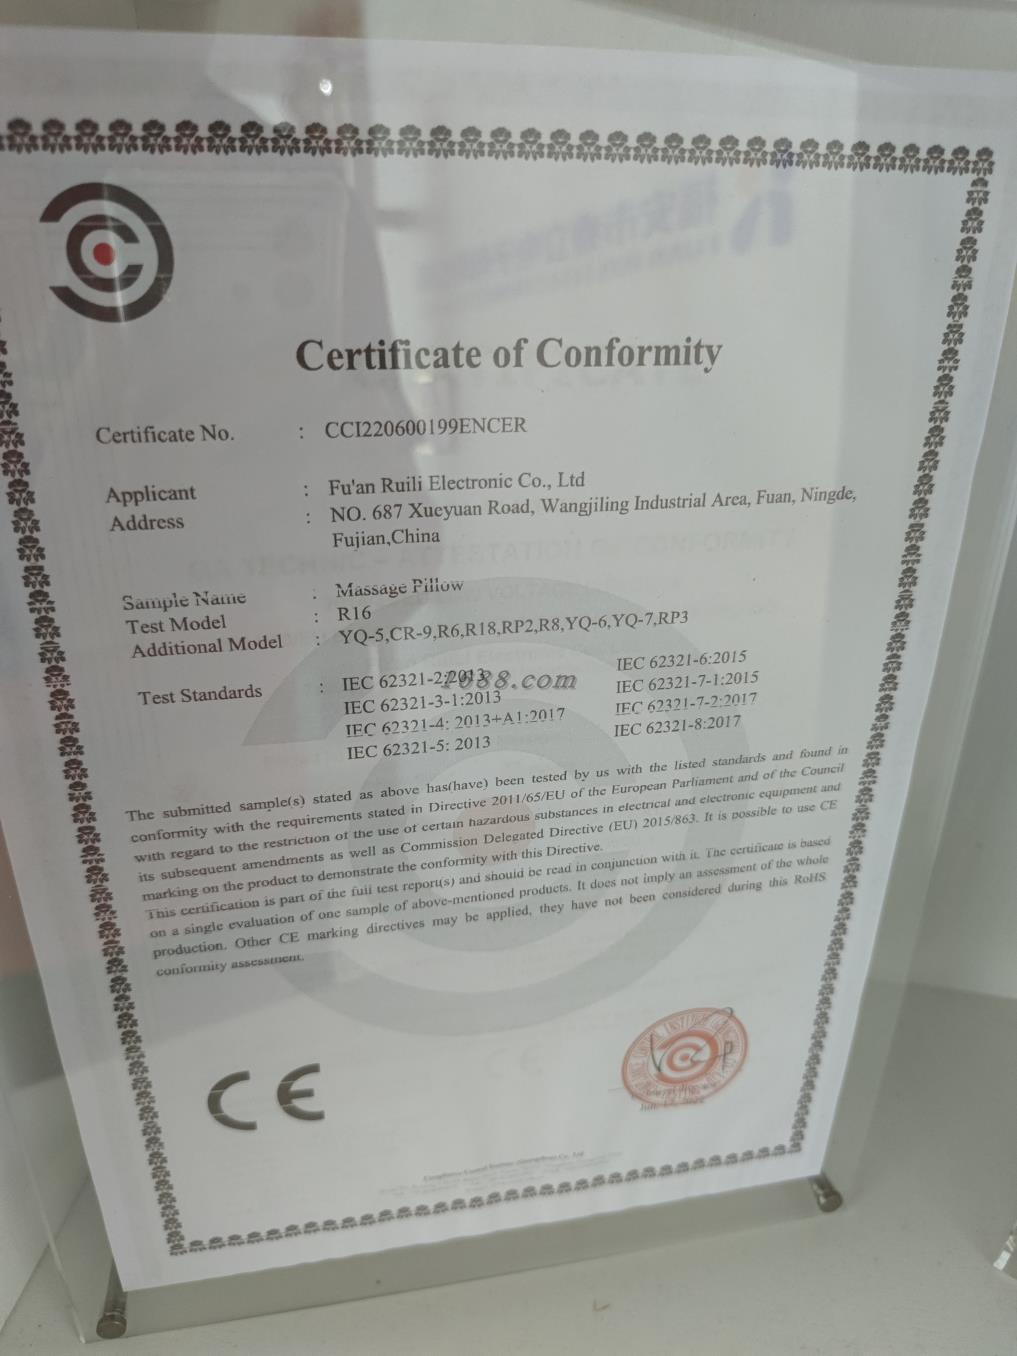 Certificate of Conformity
Certificate No. : CCI220600199ENCER
Applicant : Fu'an Ruili Electronic Co., Ltd
Address : NO. 687 Xueyuan Road, Wangjiling Industrial Area, Fuan, Ningde,
Fujian,China
Sample Name : Massage Pillow
Test Model : R16
Additional Model : YQ-5,CR-9,R6,R18,RP2,R8,YQ-6,YQ-7,RP3
Test Standards : IEC 62321-2:2013 IEC 62321-6:2015
IEC 62321-3-1:2013 IEC 62321-7-1:2015
IEC 62321-4: 2013+A1:2017 IEC 62321-7-2:2017
IEC 62321-5: 2013 IEC 62321-8:2017
1688.com
The submitted sample(s) stated as above has(have) been tested by us with the listed standards and found in
conformity with the requirements stated in Directive 2011/65/EU of the European Parliament and of the Council
with regard to the restriction of the use of certain hazardous substances in electrical and electronic equipment and
its subsequent amendments as well as Commission Delegated Directive (EU) 2015/863. It is possible to use CE
marking on the product to demonstrate the conformity with this Directive.
This certification is part of the full test report(s) and should be read in conjunction with it. The certificate is based
on a single evaluation of one sample of above-mentioned products. It does not imply an assessment of the whole
production. Other CE marking directives may be applied, they have not been considered during this RoHS
conformity assessment.
CE